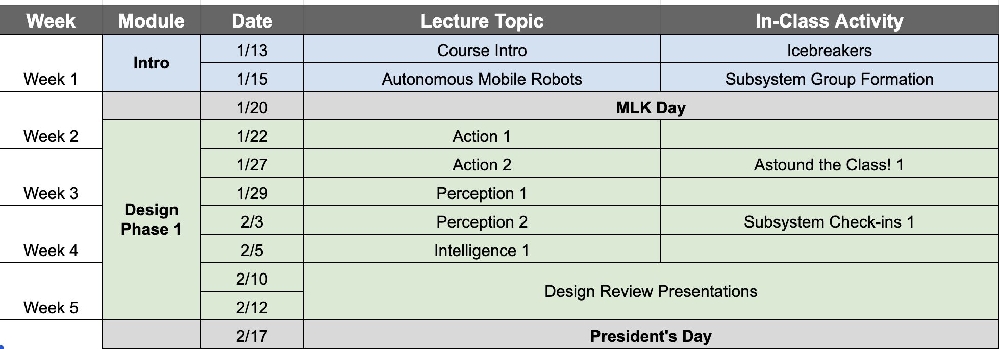 Week Module Date Lecture Topic In-Class Activity
Week 1 Intro 1/13 Course Intro Icebreakers
1/15 Autonomous Mobile Robots Subsystem Group Formation
Week 2 1/20 MLK Day
Design Phase 1 1/22 Action 1
Week 3 1/27 Action 2 Astound the Class! 1
1/29 Perception 1
Week 4 2/3 Perception 2 Subsystem Check-ins 1
2/5 Intelligence 1
Week 5 2/10 Design Review Presentations
2/12
2/17 President's Day